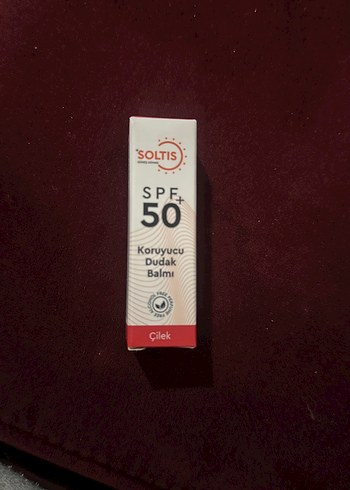 SOLTIS
SPF
50+
Koruyucu
Dudak
Balmı
Çilek